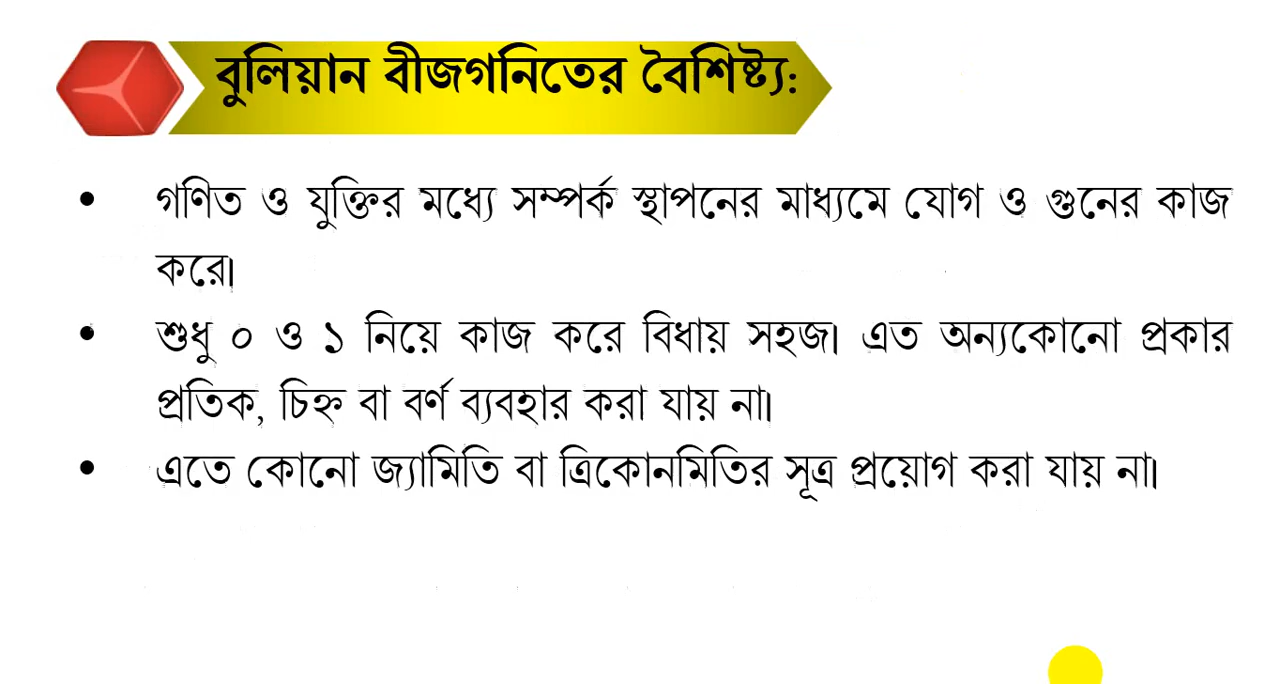 বুলিয়ান বীজগনিতের বৈশিষ্ট্য:
• গণিত ও যুক্তির মধ্যে সম্পর্ক স্থাপনের মাধ্যমে যোগ ও গুনের কাজ
করে।
• শুধু ০ ও ১ নিয়ে কাজ করে বিধায় সহজ। এত অন্যকোনো প্রকার
প্রতিক, চিহ্ন বা বর্ণ ব্যবহার করা যায় না।
• এতে কোনো জ্যামিতি বা ত্রিকোনমিতির সূত্র প্রয়োগ করা যায় না।